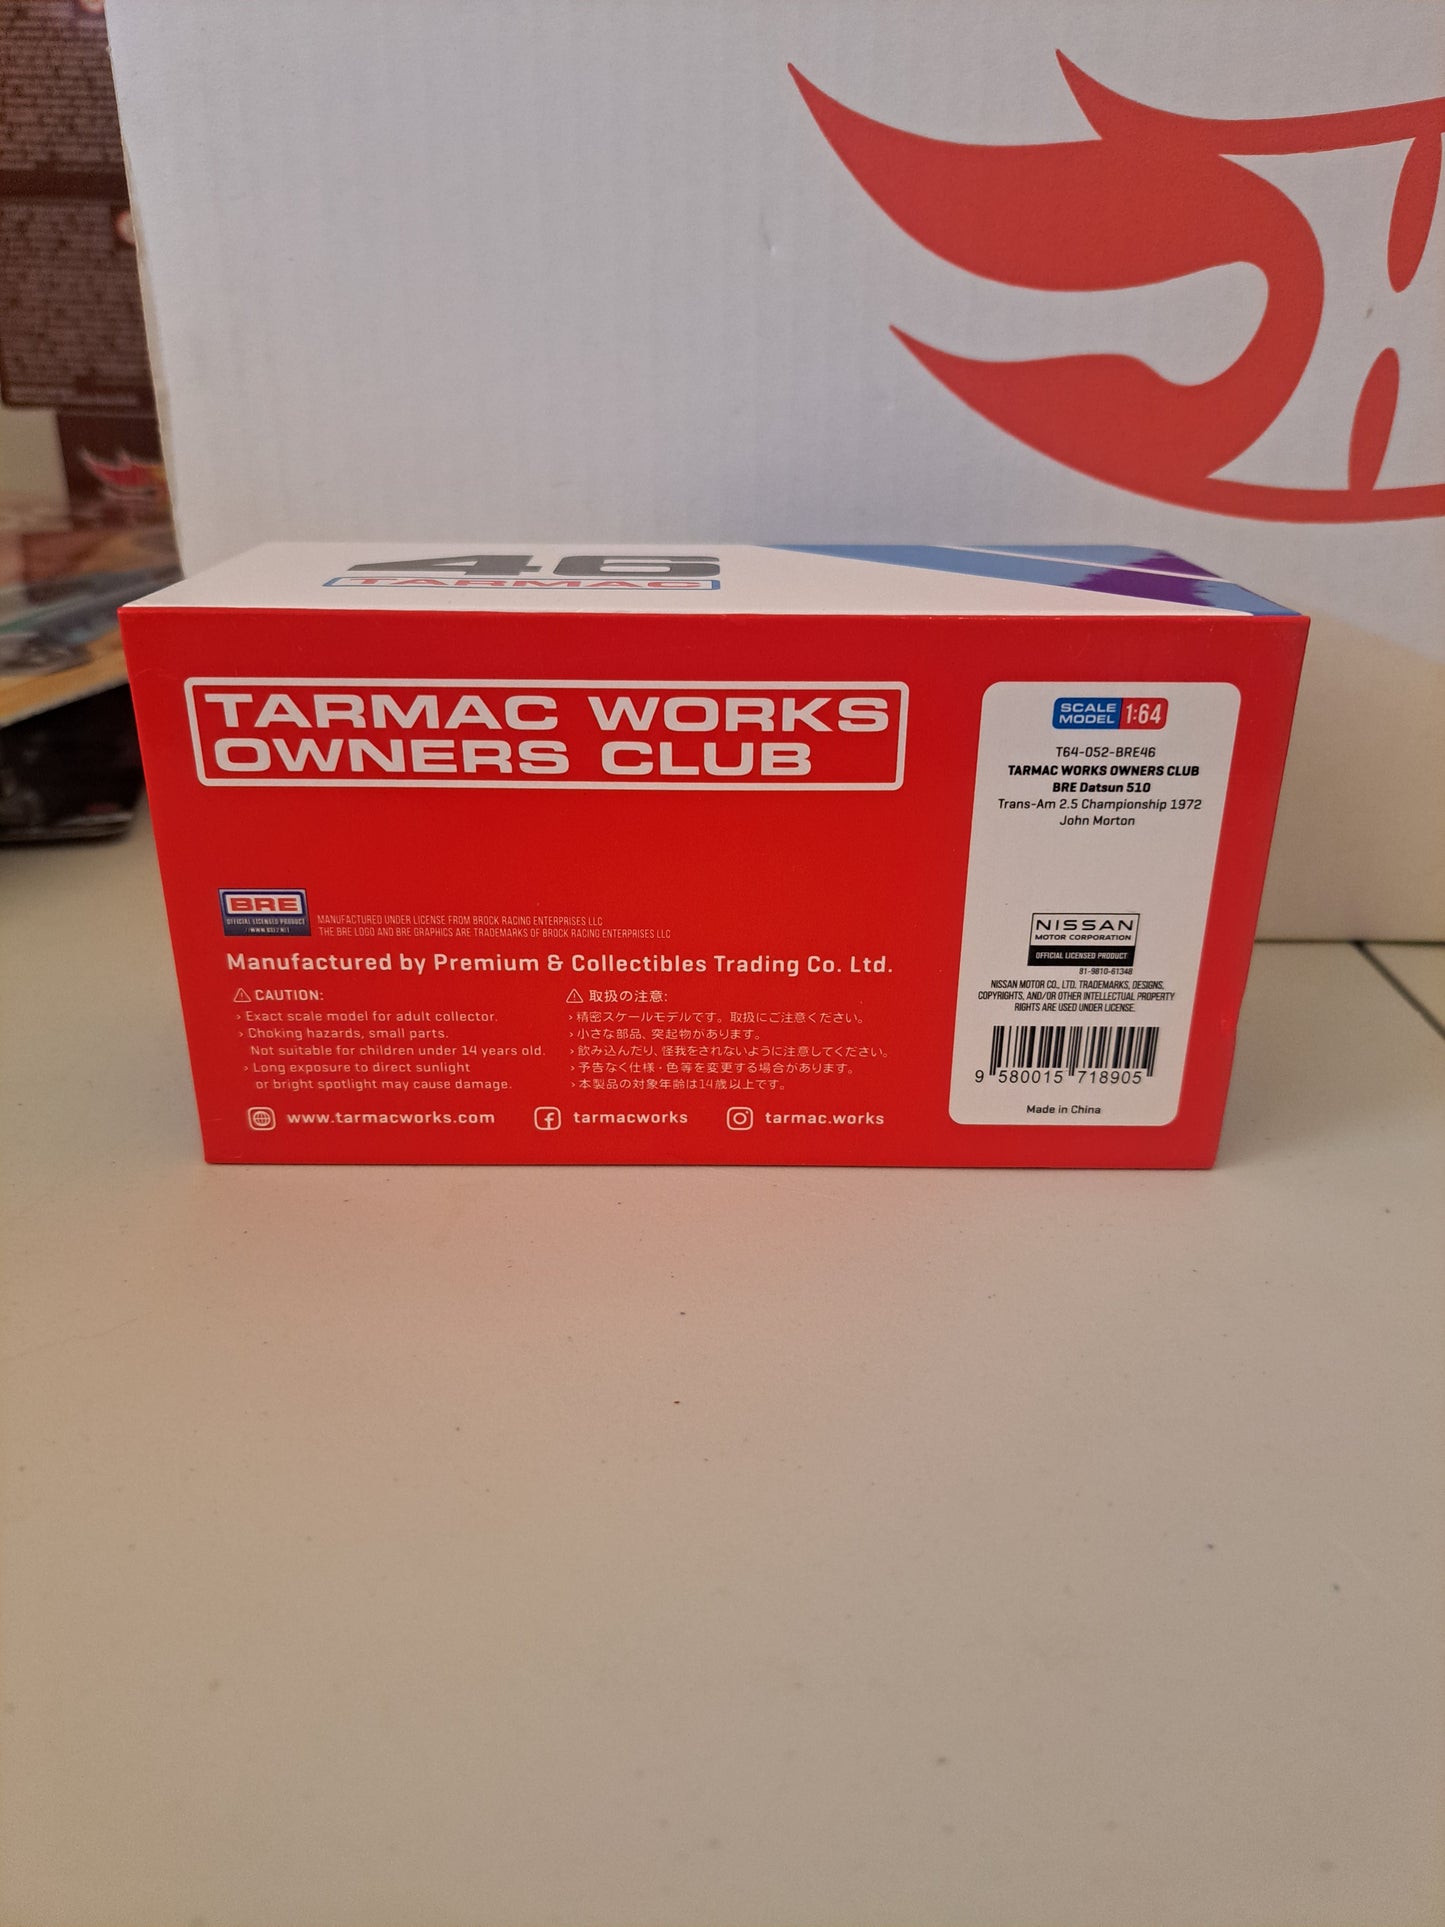 46
TARMAC
TARMAC WORKS
OWNERS CLUB
BRE
OFFICIAL LICENSED PRODUCT
MANUFACTURED UNDER LICENSE FROM BROCK RACING ENTERPRISES LLC
THE BRE LOGO AND BRE GRAPHICS ARE TRADEMARKS OF BROCK RACING ENTERPRISES LLC
Manufactured by Premium & Collectibles Trading Co. Ltd.
CAUTION:
› Exact scale model for adult collector.
› Choking hazards, small parts.
Not suitable for children under 14 years old.
› Long exposure to direct sunlight
or bright spotlight may cause damage.
取扱の注意:
›精密スケールモデルです。取扱にご注意ください。
›小さな部品、突起物があります。
›飲み込んだり、怪我をされないように注意してください。
›予告なく仕様・色等を変更する場合があります。
›本製品の対象年齢は14歳以上です。
www.tarmacworks.com
tarmacworks
tarmac.works
SCALE
MODEL 1:64
T64-052-BRE46
TARMAC WORKS OWNERS CLUB
BRE Datsun 510
Trans-Am 2.5 Championship 1972
John Morton
NISSAN
MOTOR CORPORATION
OFFICIAL LICENSED PRODUCT
81-9810-61348
NISSAN MOTOR CO., LTD. TRADEMARKS, DESIGNS,
COPYRIGHTS, AND/OR OTHER INTELLECTUAL PROPERTY
RIGHTS ARE USED UNDER LICENSE.
9 580015 718905
Made in China